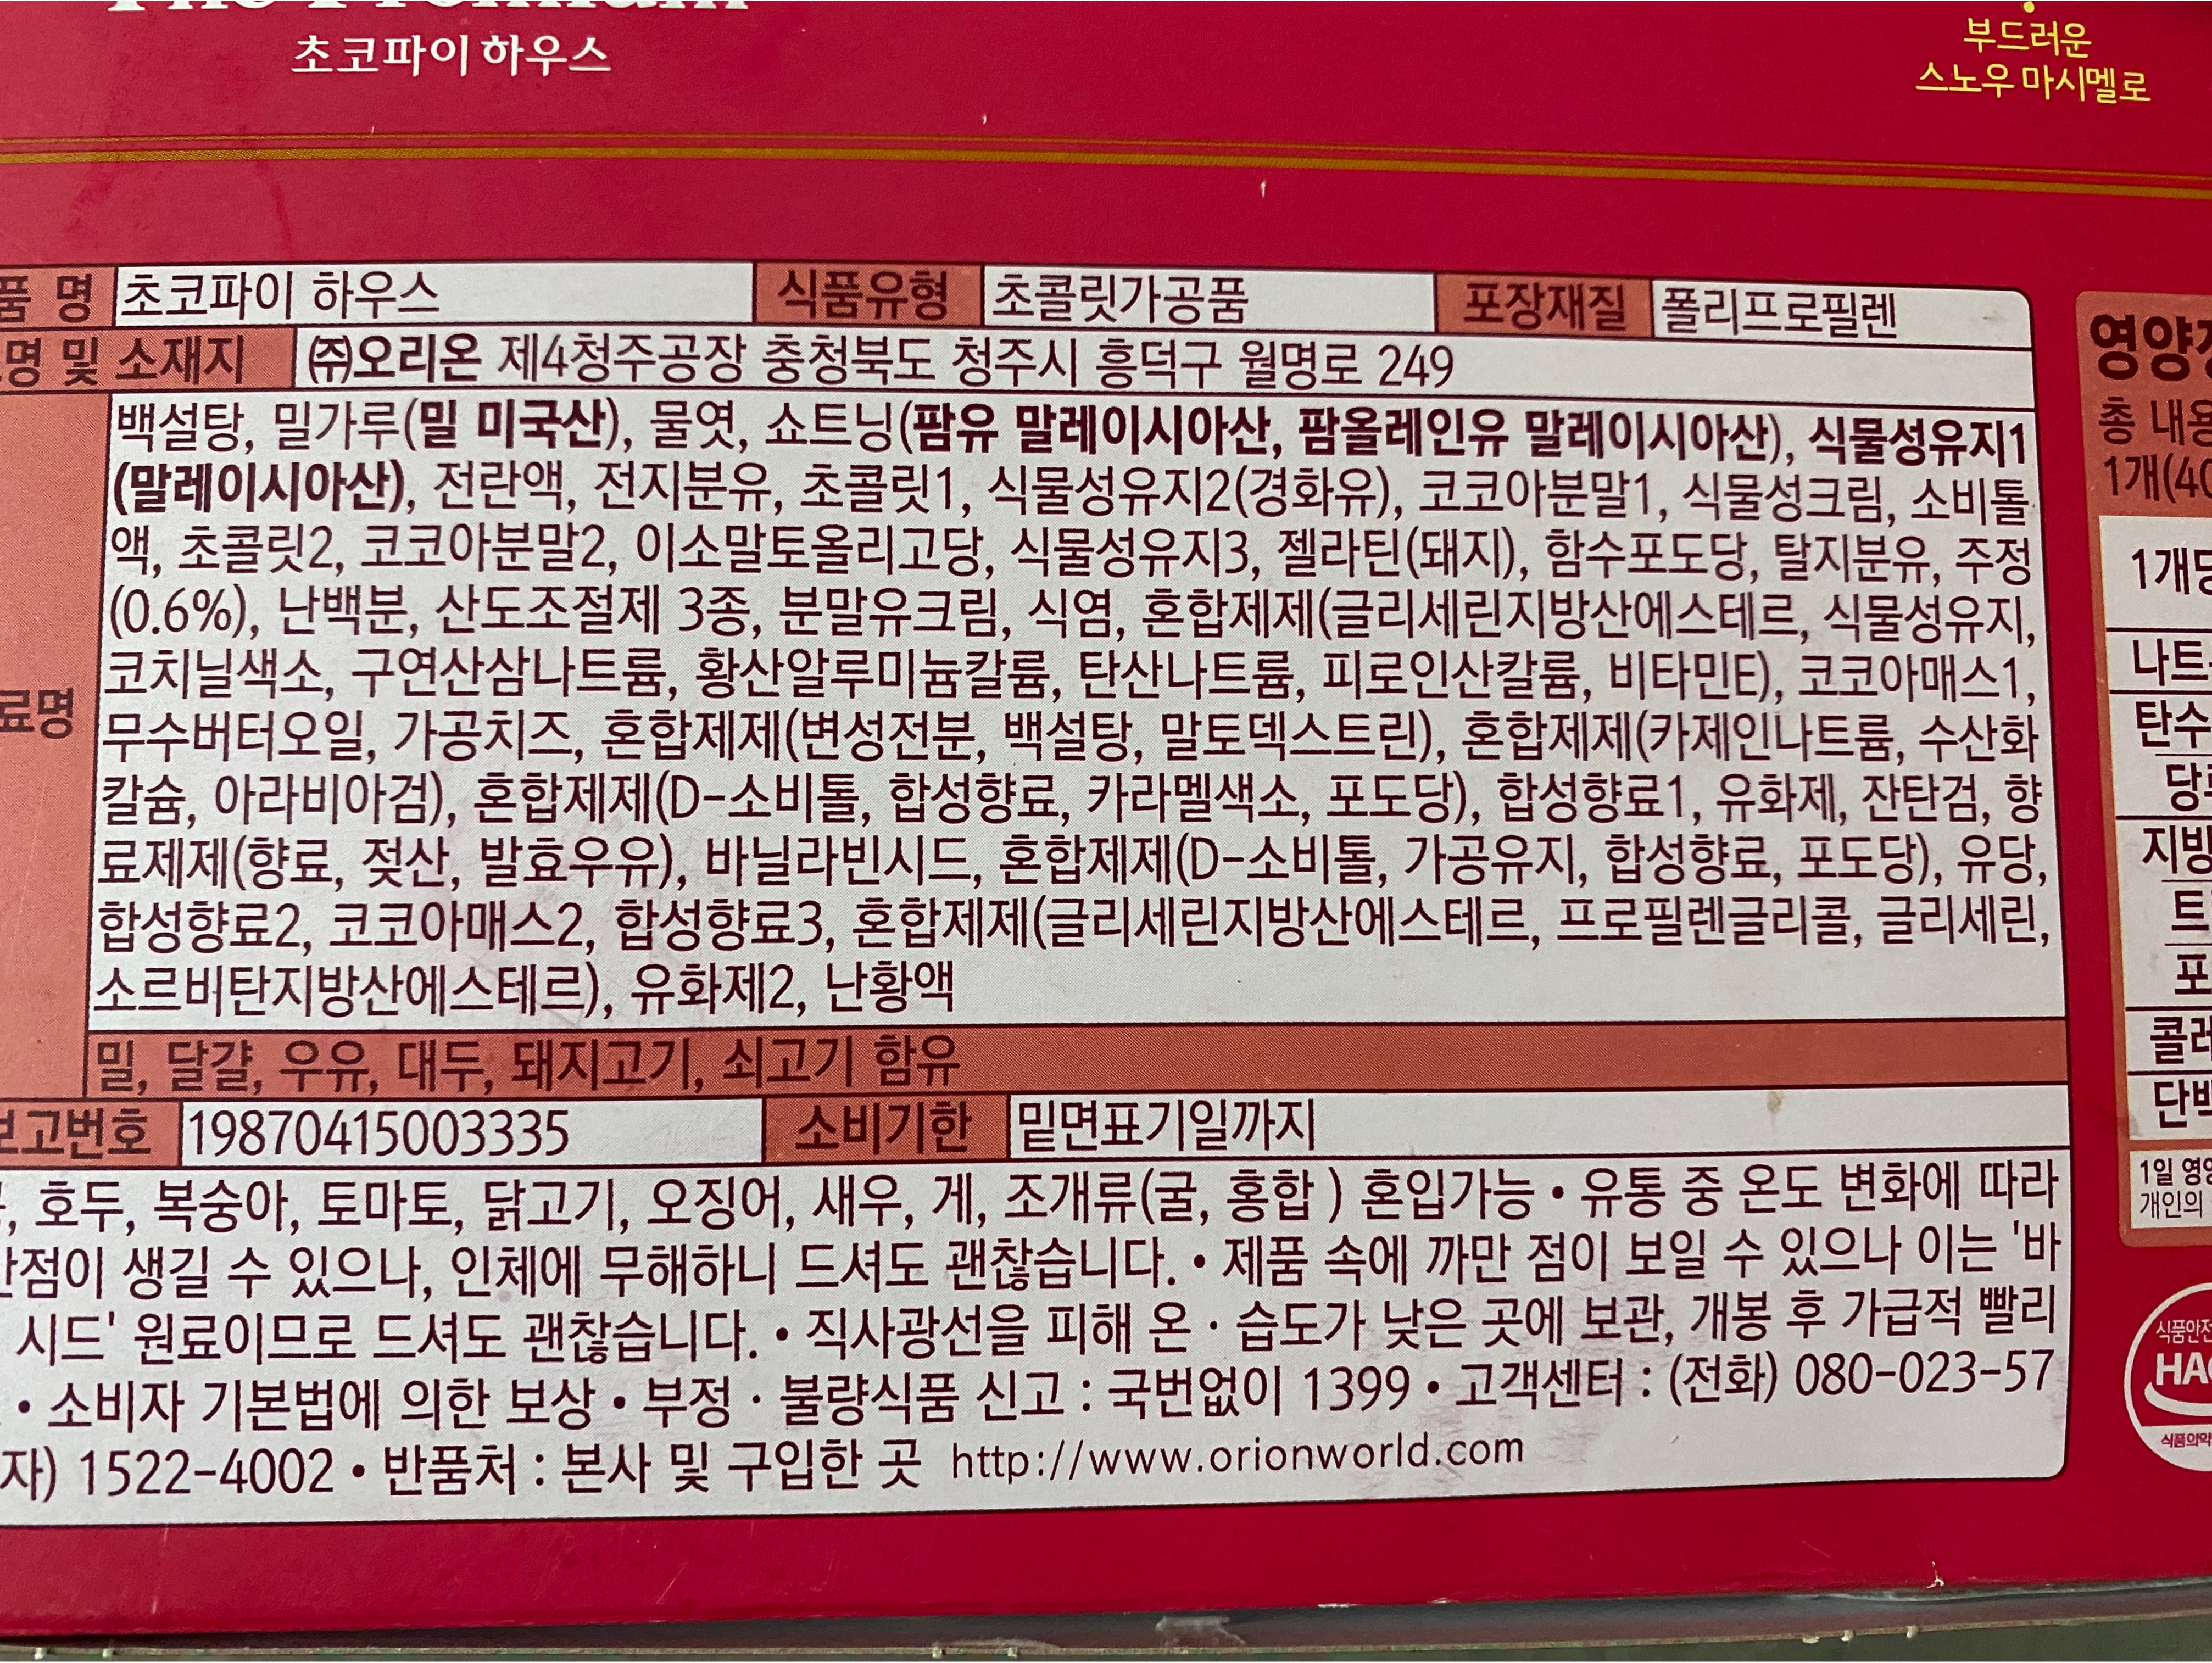 The Premium
초코파이 하우스
부드러운
스노우 마시멜로
품 명 초코파이 하우스 식품유형 초콜릿가공품 포장재질 폴리프로필렌
명 및 소재지 ㈜오리온 제4청주공장 충청북도 청주시 흥덕구 월명로 249
백설탕, 밀가루(밀 미국산), 물엿, 쇼트닝(팜유 말레이시아산, 팜올레인유 말레이시아산), 식물성유지1
(말레이시아산), 전란액, 전지분유, 초콜릿1, 식물성유지2(경화유), 코코아분말1, 식물성크림, 소비톨
액, 초콜릿2, 코코아분말2, 이소말토올리고당, 식물성유지3, 젤라틴(돼지), 함수포도당, 탈지분유, 주정
(0.6%), 난백분, 산도조절제 3종, 분말유크림, 식염, 혼합제제(글리세린지방산에스테르, 식물성유지,
코치닐색소, 구연산삼나트륨, 황산알루미늄칼륨, 탄산나트륨, 피로인산칼륨, 비타민E), 코코아매스1,
료명
무수버터오일, 가공치즈, 혼합제제(변성전분, 백설탕, 말토덱스트린), 혼합제제(카제인나트륨, 수산화
칼슘, 아라비아검), 혼합제제(D-소비톨, 합성향료, 카라멜색소, 포도당), 합성향료1, 유화제, 잔탄검, 향
료제제(향료, 젖산, 발효우유), 바닐라빈시드, 혼합제제(D-소비톨, 가공유지, 합성향료, 포도당), 유당,
합성향료2, 코코아매스2, 합성향료3, 혼합제제(글리세린지방산에스테르, 프로필렌글리콜, 글리세린,
소르비탄지방산에스테르), 유화제2, 난황액
밀, 달걀, 우유, 대두, 돼지고기, 쇠고기 함유
보고번호 19870415003335 소비기한 밑면표기일까지
, 호두, 복숭아, 토마토, 닭고기, 오징어, 새우, 게, 조개류(굴, 홍합 ) 혼입가능 • 유통 중 온도 변화에 따라
반점이 생길 수 있으나, 인체에 무해하니 드셔도 괜찮습니다. • 제품 속에 까만 점이 보일 수 있으나 이는 '바
시드' 원료이므로 드셔도 괜찮습니다. • 직사광선을 피해 온 · 습도가 낮은 곳에 보관, 개봉 후 가급적 빨리
• 소비자 기본법에 의한 보상 • 부정 · 불량식품 신고 : 국번없이 1399 • 고객센터 : (전화) 080-023-57
자) 1522-4002 • 반품처 : 본사 및 구입한 곳 http://www.orionworld.com
영양정
총 내용
1개(40
1개당
나트
탄수
당류
지방
트
포
콜레
단백
1일 영양
개인의
식품안전
HAC
식품의약